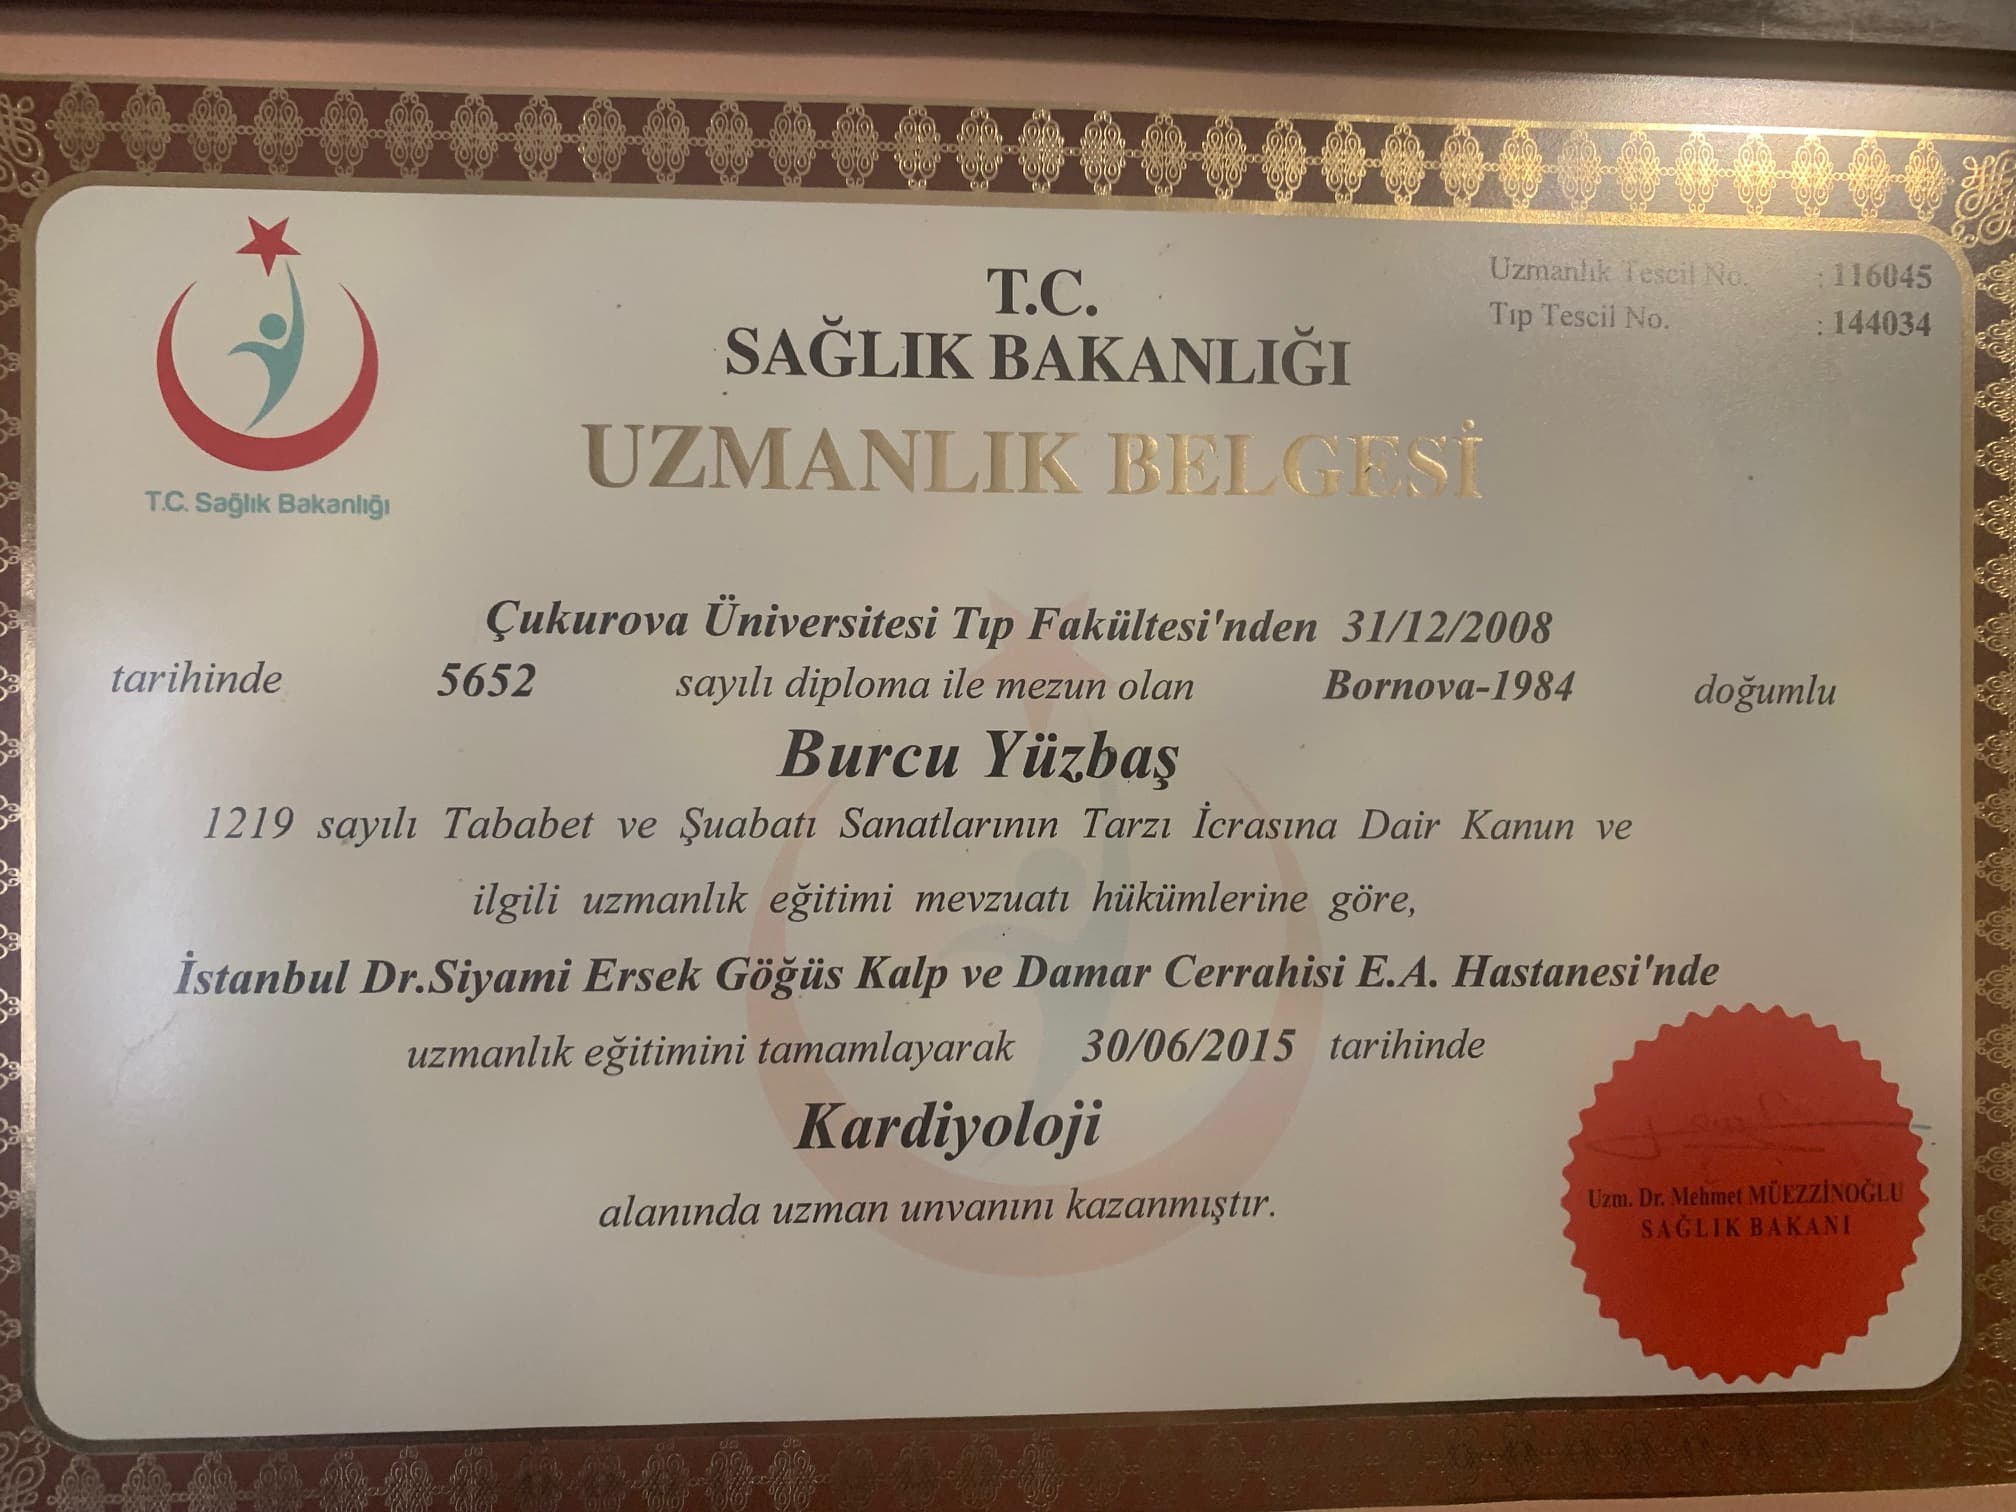 T.C. Sağlık Bakanlığı
T.C.
SAĞLIK BAKANLIĞI
Uzmanlık Tescil No. : 116045
Tıp Tescil No. : 144034
UZMANLIK BELGESİ
Çukurova Üniversitesi Tıp Fakültesi'nden 31/12/2008
tarihinde 5652 sayılı diploma ile mezun olan Bornova-1984 doğumlu
Burcu Yüzbaş
1219 sayılı Tababet ve Şuabatı Sanatlarının Tarzı İcrasına Dair Kanun ve
ilgili uzmanlık eğitimi mevzuatı hükümlerine göre,
İstanbul Dr.Siyami Ersek Göğüs Kalp ve Damar Cerrahisi E.A. Hastanesi'nde
uzmanlık eğitimini tamamlayarak 30/06/2015 tarihinde
Kardiyoloji
alanında uzman unvanını kazanmıştır.
Uzm. Dr. Mehmet MÜEZZİNOĞLU
SAĞLIK BAKANI